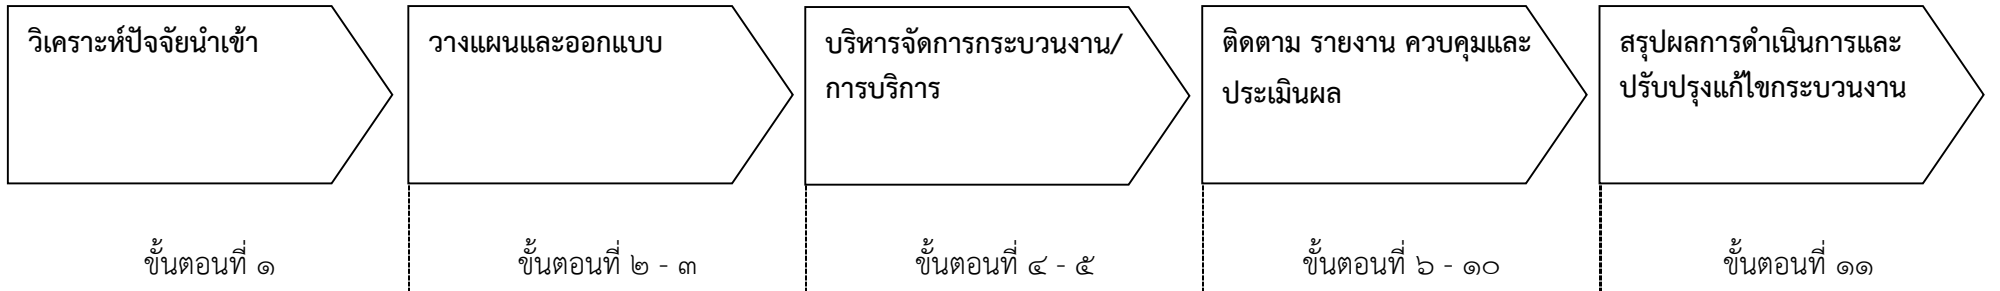 วิเคราะห์ปัจจัยนำเข้า
วางแผนและออกแบบ
บริหารจัดการกระบวนงาน/
การบริการ
ติดตาม รายงาน ควบคุมและ
ประเมินผล
สรุปผลการดำเนินการและ
ปรับปรุงแก้ไขกระบวนงาน
ขั้นตอนที่ ๑
ขั้นตอนที่ ๒ - ๓
ขั้นตอนที่ ๔ - ๕
ขั้นตอนที่ ๖ - ๑๐
ขั้นตอนที่ ๑๑